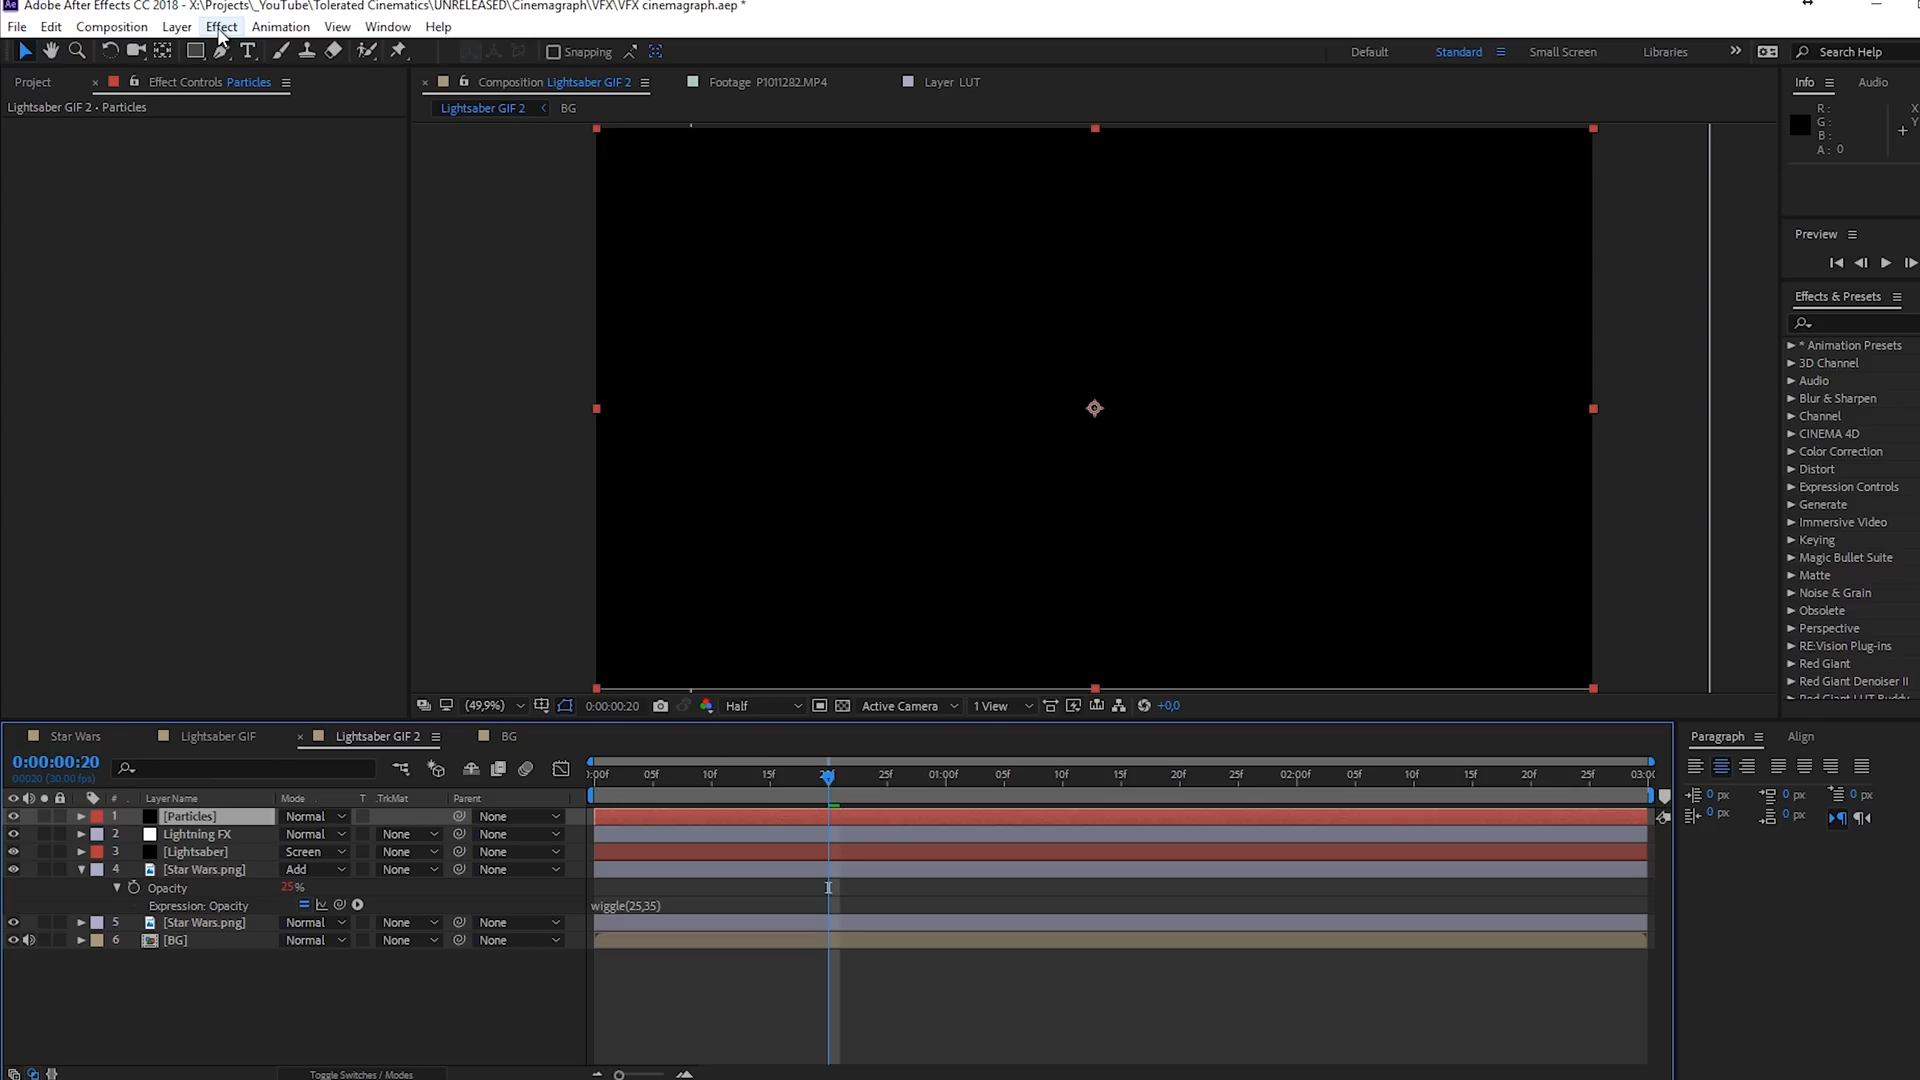 Adobe After Effects CC 2018 - X:\Projects\_YouTube\Tolerated Cinematics\UNRELEASED\Cinemagraph\VFX\VFX cinemagraph.aep *
File Edit Composition Layer Effect Animation View Window Help
Snapping Default Standard Small Screen Libraries Search Help
Project Effect Controls Particles Composition Lightsaber GIF 2 Footage P1011282.MP4 Layer LUT Info Audio
Lightsaber GIF 2 • Particles Lightsaber GIF 2 BG
R: X
G: Y
B:
A: 0
Preview
Effects & Presets
* Animation Presets
3D Channel
Audio
Blur & Sharpen
Channel
CINEMA 4D
Color Correction
Distort
Expression Controls
Generate
Immersive Video
Keying
Magic Bullet Suite
Matte
Noise & Grain
Obsolete
Perspective
RE:Vision Plug-ins
Red Giant
Red Giant Denoiser II
Red Giant LUT Buddy
(49,9%) 0:00:00:20 Half Active Camera 1 View +0,0
Star Wars Lightsaber GIF Lightsaber GIF 2 BG Paragraph Align
0:00:00:20
00020 (30.00 fps)
:00f 05f 10f 15f 20f 25f 01:00f 05f 10f 15f 20f 25f 02:00f 05f 10f 15f 20f 25f 03:00
# Layer Name Mode T .TrkMat Parent
0 px 0 px 0 px
0 px 0 px
1 [Particles] Normal None
2 Lightning FX Normal None None
3 [Lightsaber] Screen None None
4 [Star Wars.png] Add None None
Opacity 25%
Expression: Opacity wiggle(25,35)
5 [Star Wars.png] Normal None None
6 [BG] Normal None None
Toggle Switches / Modes